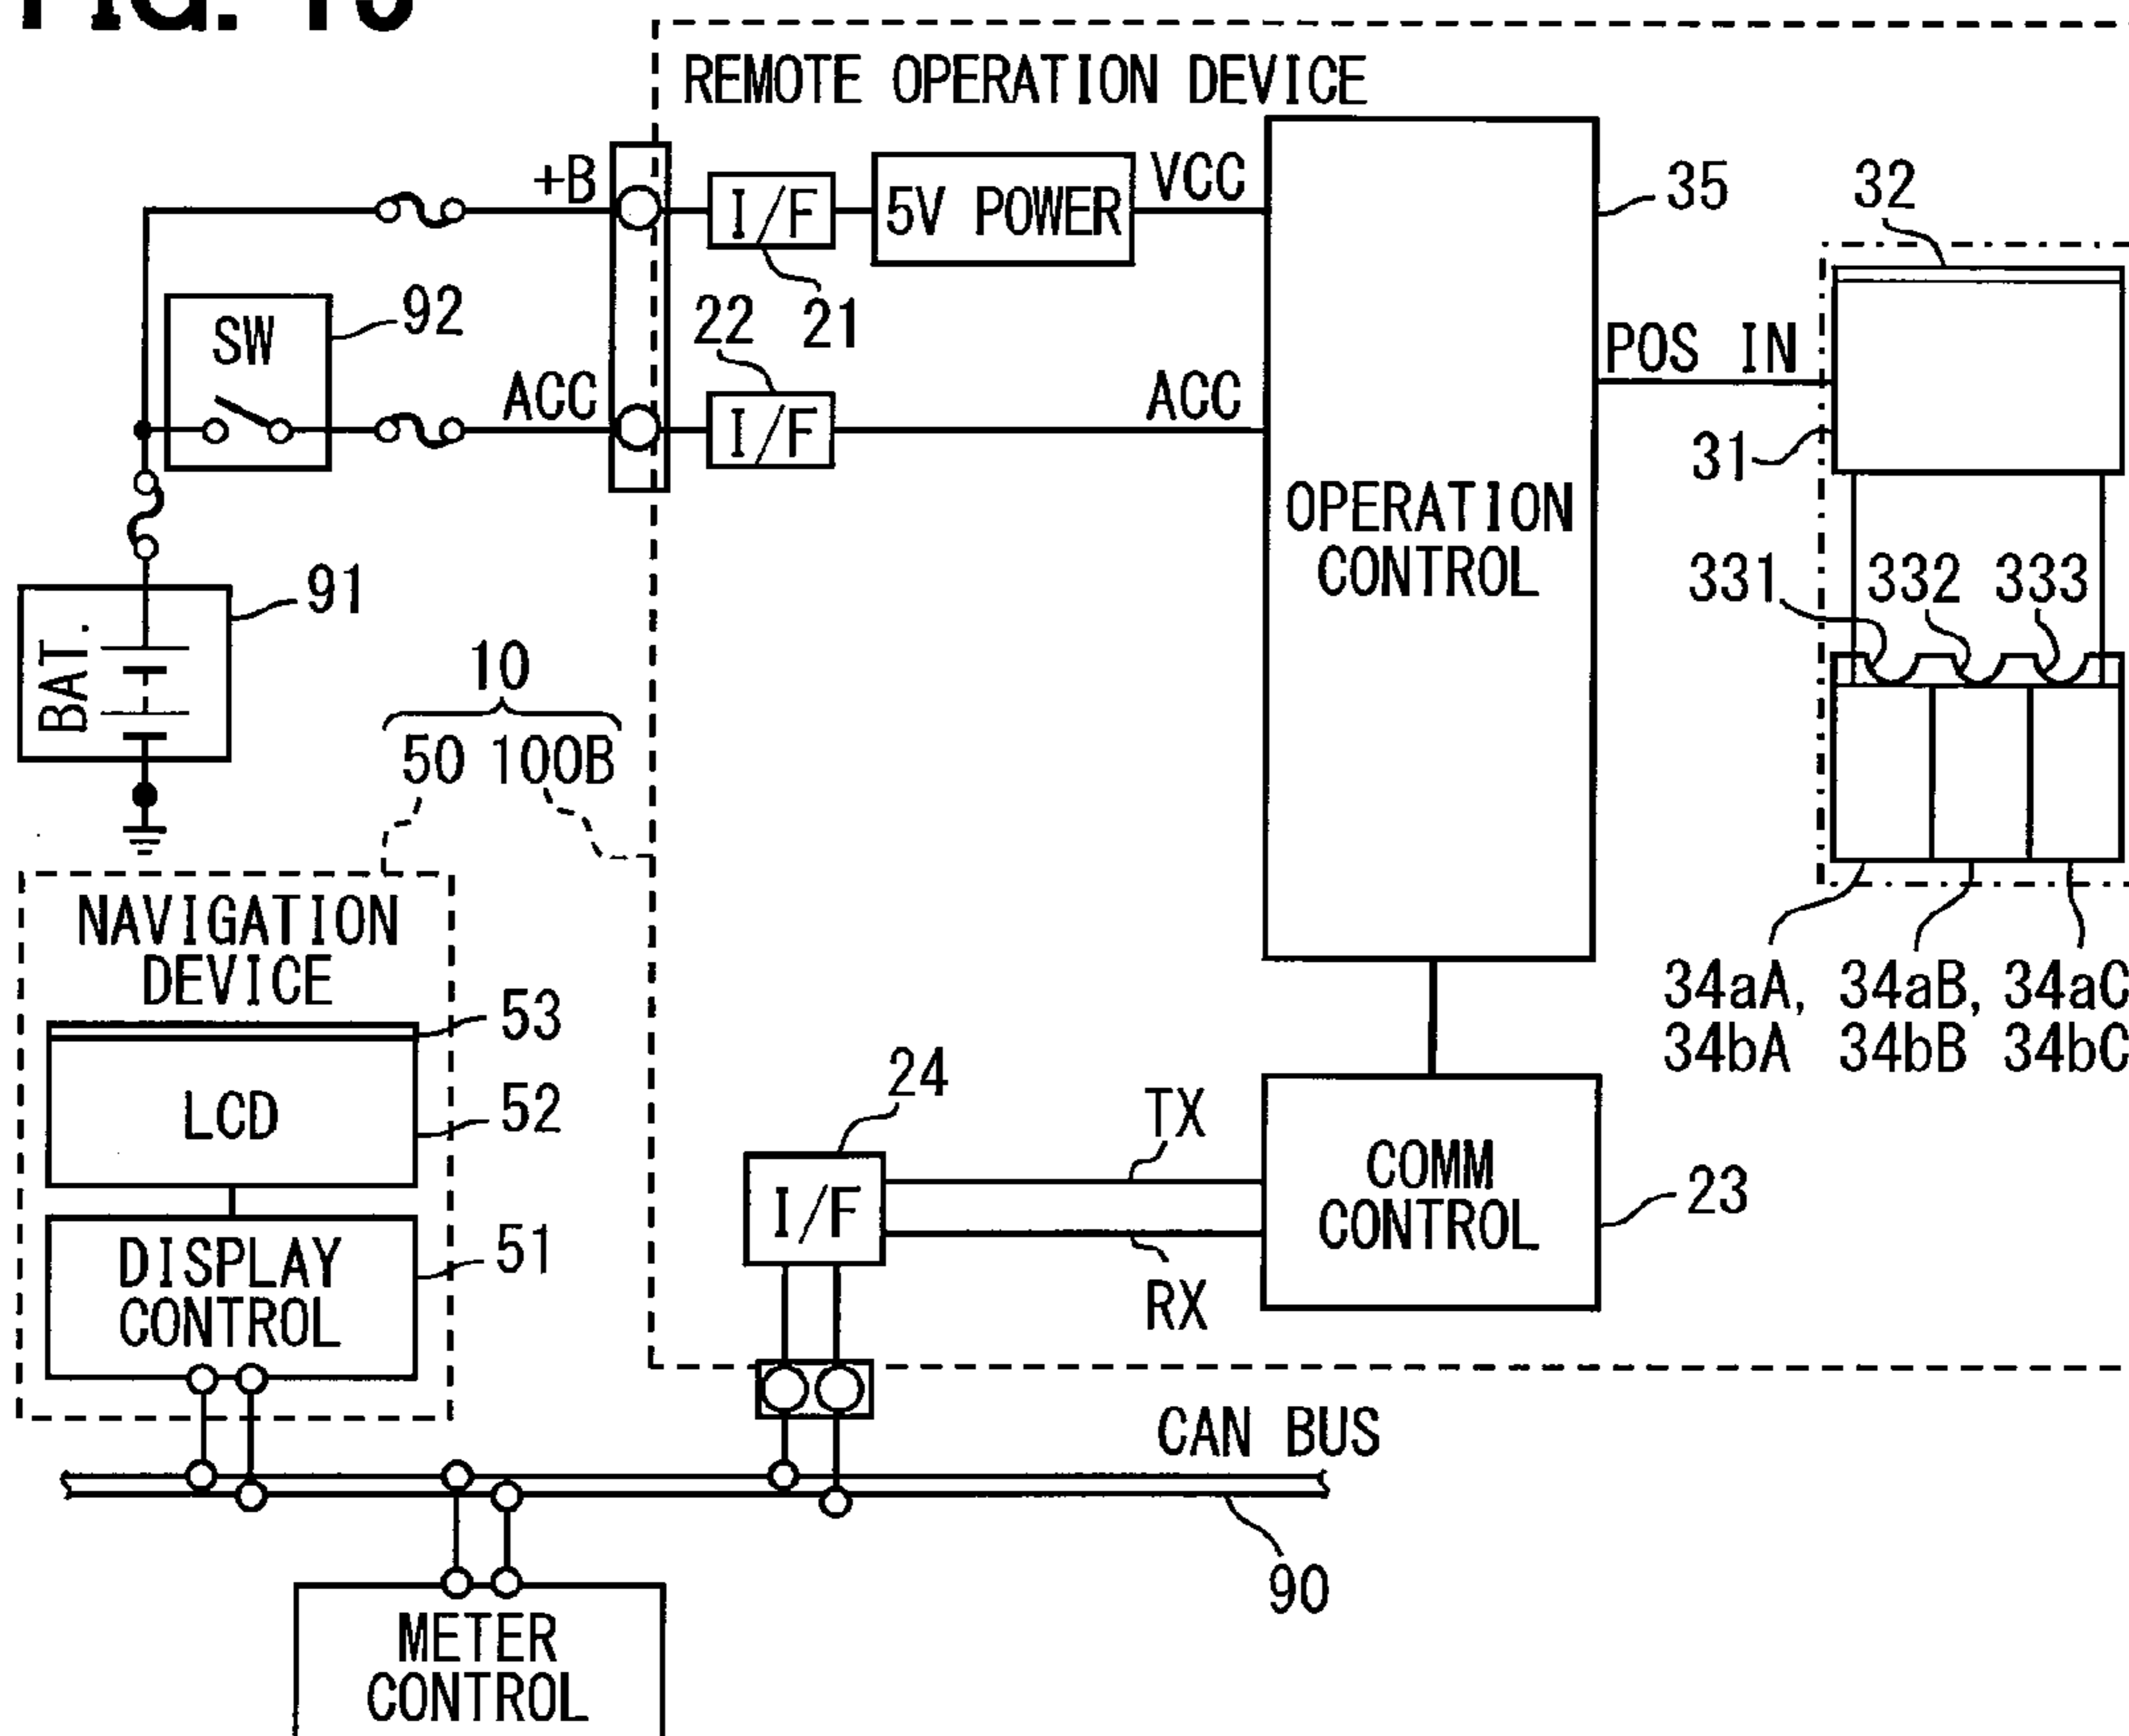 REMOTE OPERATION DEVICE
+B
I/F
5V POWER
VCC
35
32
21
SW
92
22
ACC
I/F
ACC
POS IN
31
OPERATION
CONTROL
331
332
333
BAT.
91
10
50
100B
NAVIGATION
DEVICE
53
LCD
52
DISPLAY
CONTROL
51
34aA, 34aB, 34aC
34bA 34bB 34bC
24
I/F
TX
RX
COMM
CONTROL
23
CAN BUS
90
METER
CONTROL